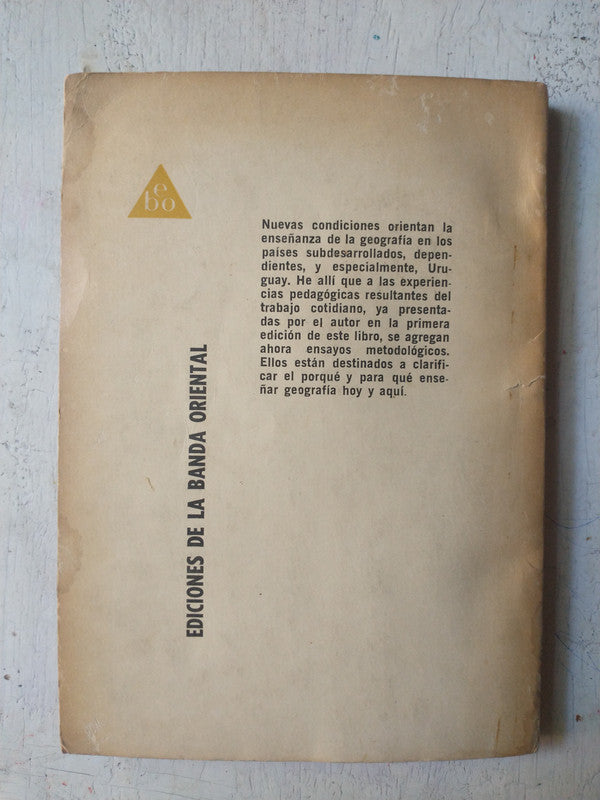 e
bo
Nuevas condiciones orientan la
enseñanza de la geografía en los
países subdesarrollados, depen-
dientes, y especialmente, Uru-
guay. He allí que a las experien-
cias pedagógicas resultantes del
trabajo cotidiano, ya presenta-
das por el autor en la primera
edición de este libro, se agregan
ahora ensayos metodológicos.
Ellos están destinados a clarifi-
car el porqué y para qué ense-
ñar geografía hoy y aquí.
EDICIONES DE LA BANDA ORIENTAL